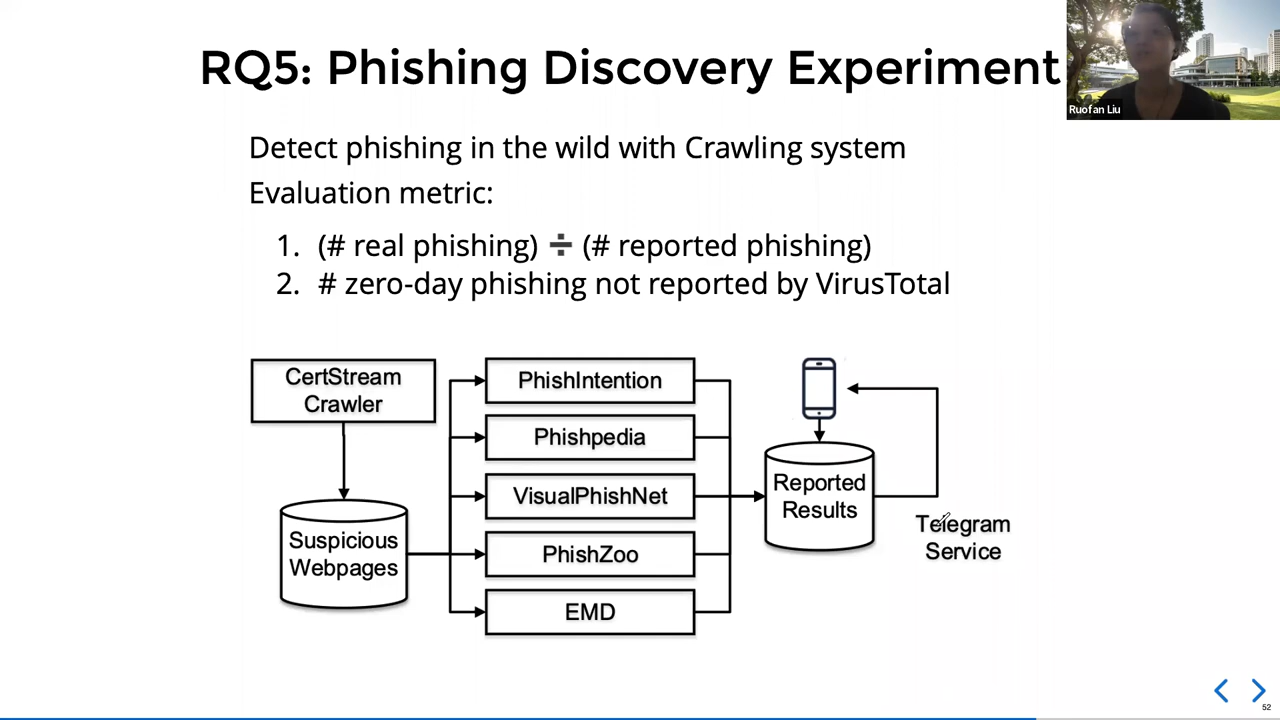 RQ5: Phishing Discovery Experiment
Ruofan Liu
Detect phishing in the wild with Crawling system
Evaluation metric:
1. (# real phishing) ➗ (# reported phishing)
2. # zero-day phishing not reported by VirusTotal
CertStream
Crawler
Suspicious
Webpages
PhishIntention
Phishpedia
VisualPhishNet
PhishZoo
EMD
Reported
Results
Telegram
Service
52